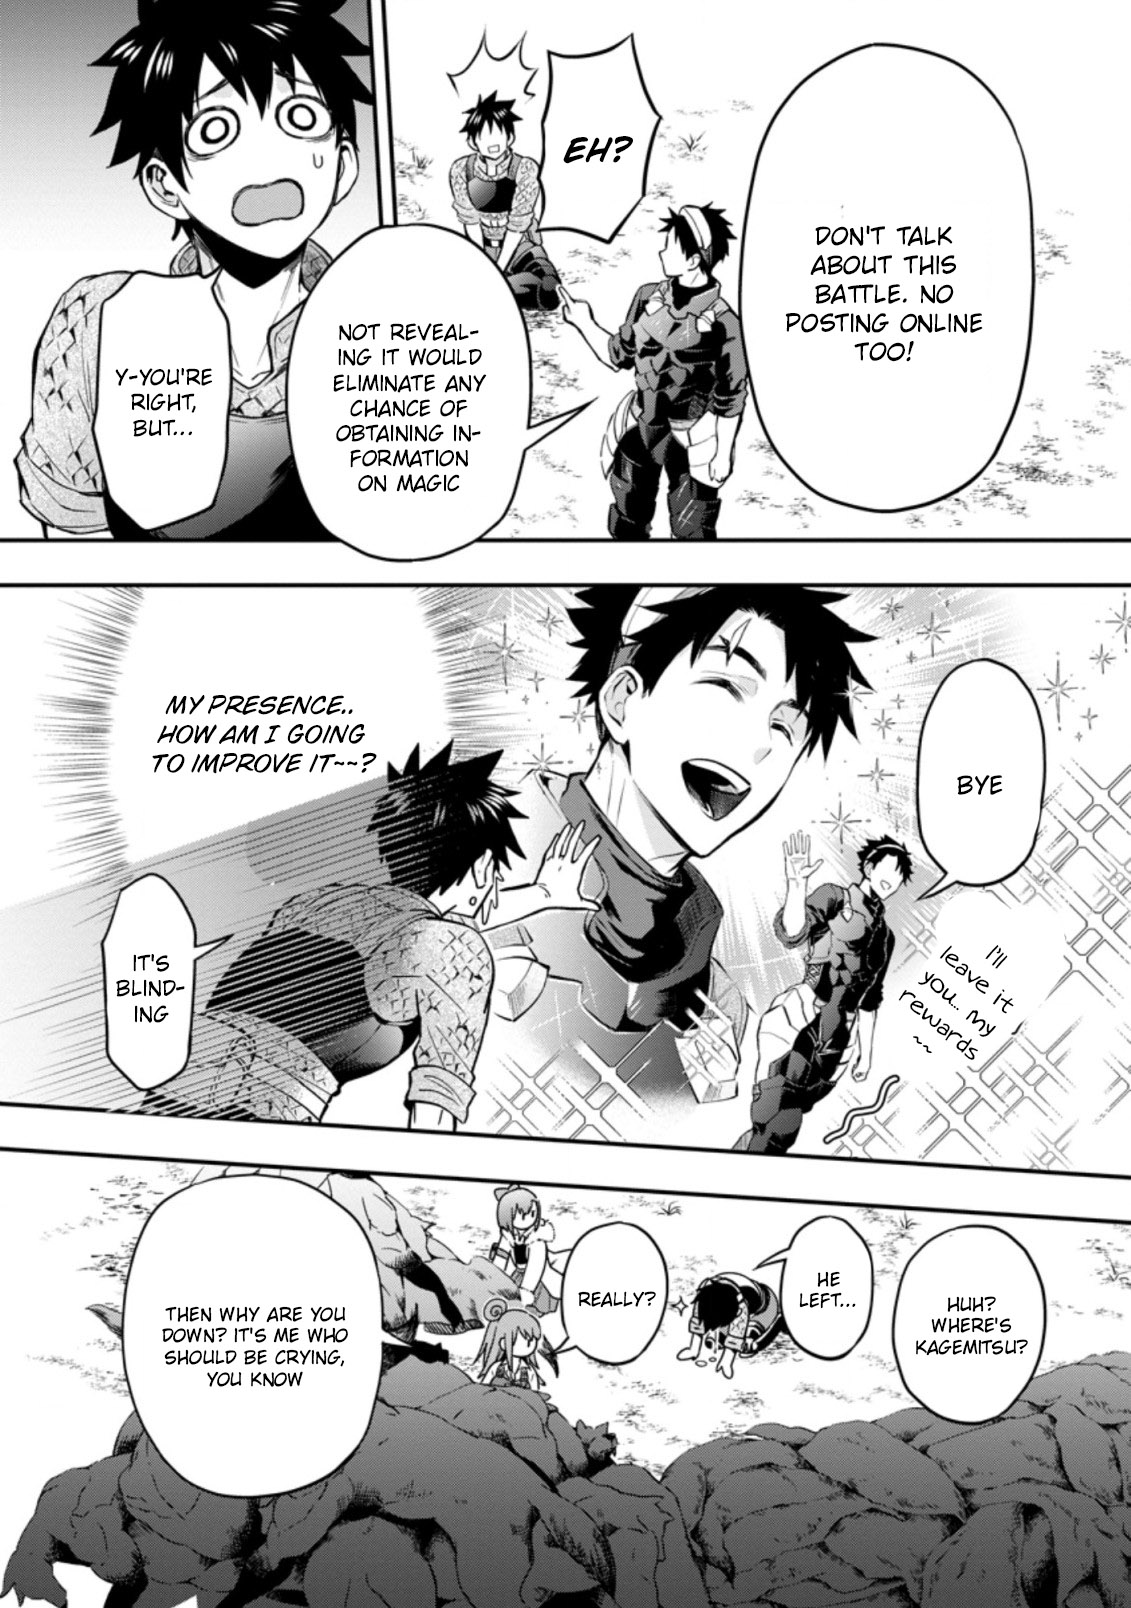 DON'T TALK
ABOUT THIS
BATTLE. NO
POSTING ONLINE
TOO!
EH?
NOT REVEAL-
ING IT WOULD
ELIMINATE ANY
CHANCE OF
OBTAINING IN-
FORMATION
ON MAGIC
Y-YOU'RE
RIGHT,
BUT...
BYE
I'll
leave it
you... my
rewards
~~
MY PRESENCE..
HOW AM I GOING
TO IMPROVE IT~~?
IT'S
BLIND-
ING
HUH?
WHERE'S
KAGEMITSU?
HE
LEFT...
REALLY?
THEN WHY ARE YOU
DOWN? IT'S ME WHO
SHOULD BE CRYING,
YOU KNOW